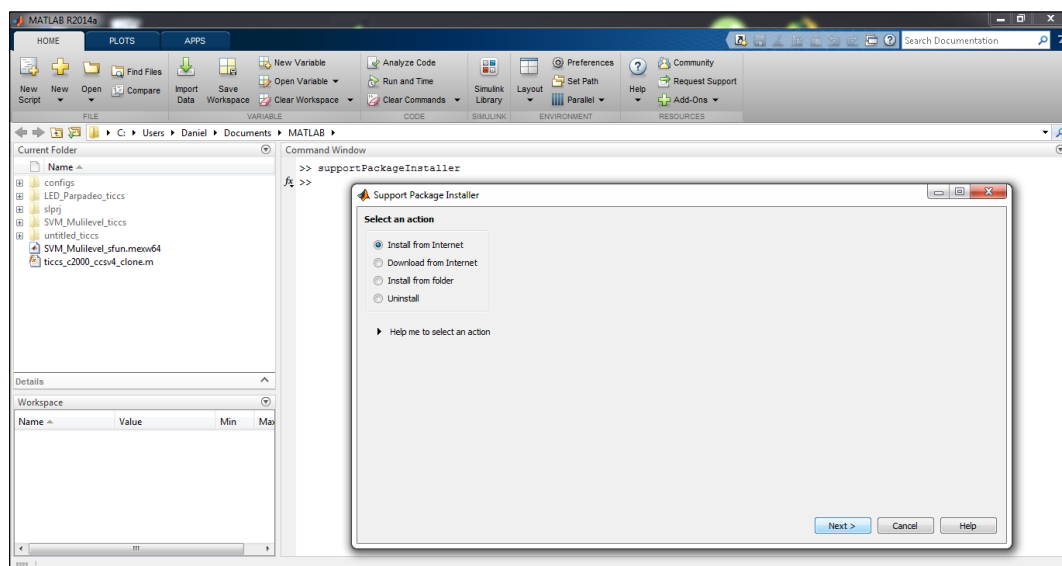 MATLAB R2014a
HOME PLOTS APPS
Search Documentation
New Script
New
Open
Find Files
Compare
Import Data
Save Workspace
New Variable
Open Variable
Clear Workspace
Analyze Code
Run and Time
Clear Commands
Simulink Library
Layout
Preferences
Set Path
Parallel
Help
Community
Request Support
Add-Ons
FILE VARIABLE CODE SIMULINK ENVIRONMENT RESOURCES
C: Users Daniel Documents MATLAB
Current Folder
Name
configs
LED_Parpadeo_ticcs
slprj
SVM_Mulilevel_ticcs
untitled_ticcs
SVM_Mulilevel_sfun.mexw64
ticcs_c2000_ccsv4_clone.m
Details
Workspace
Name Value Min Max
Command Window
>> supportPackageInstaller
fx >>
Support Package Installer
Select an action
Install from Internet
Download from Internet
Install from folder
Uninstall
Help me to select an action
Next > Cancel Help